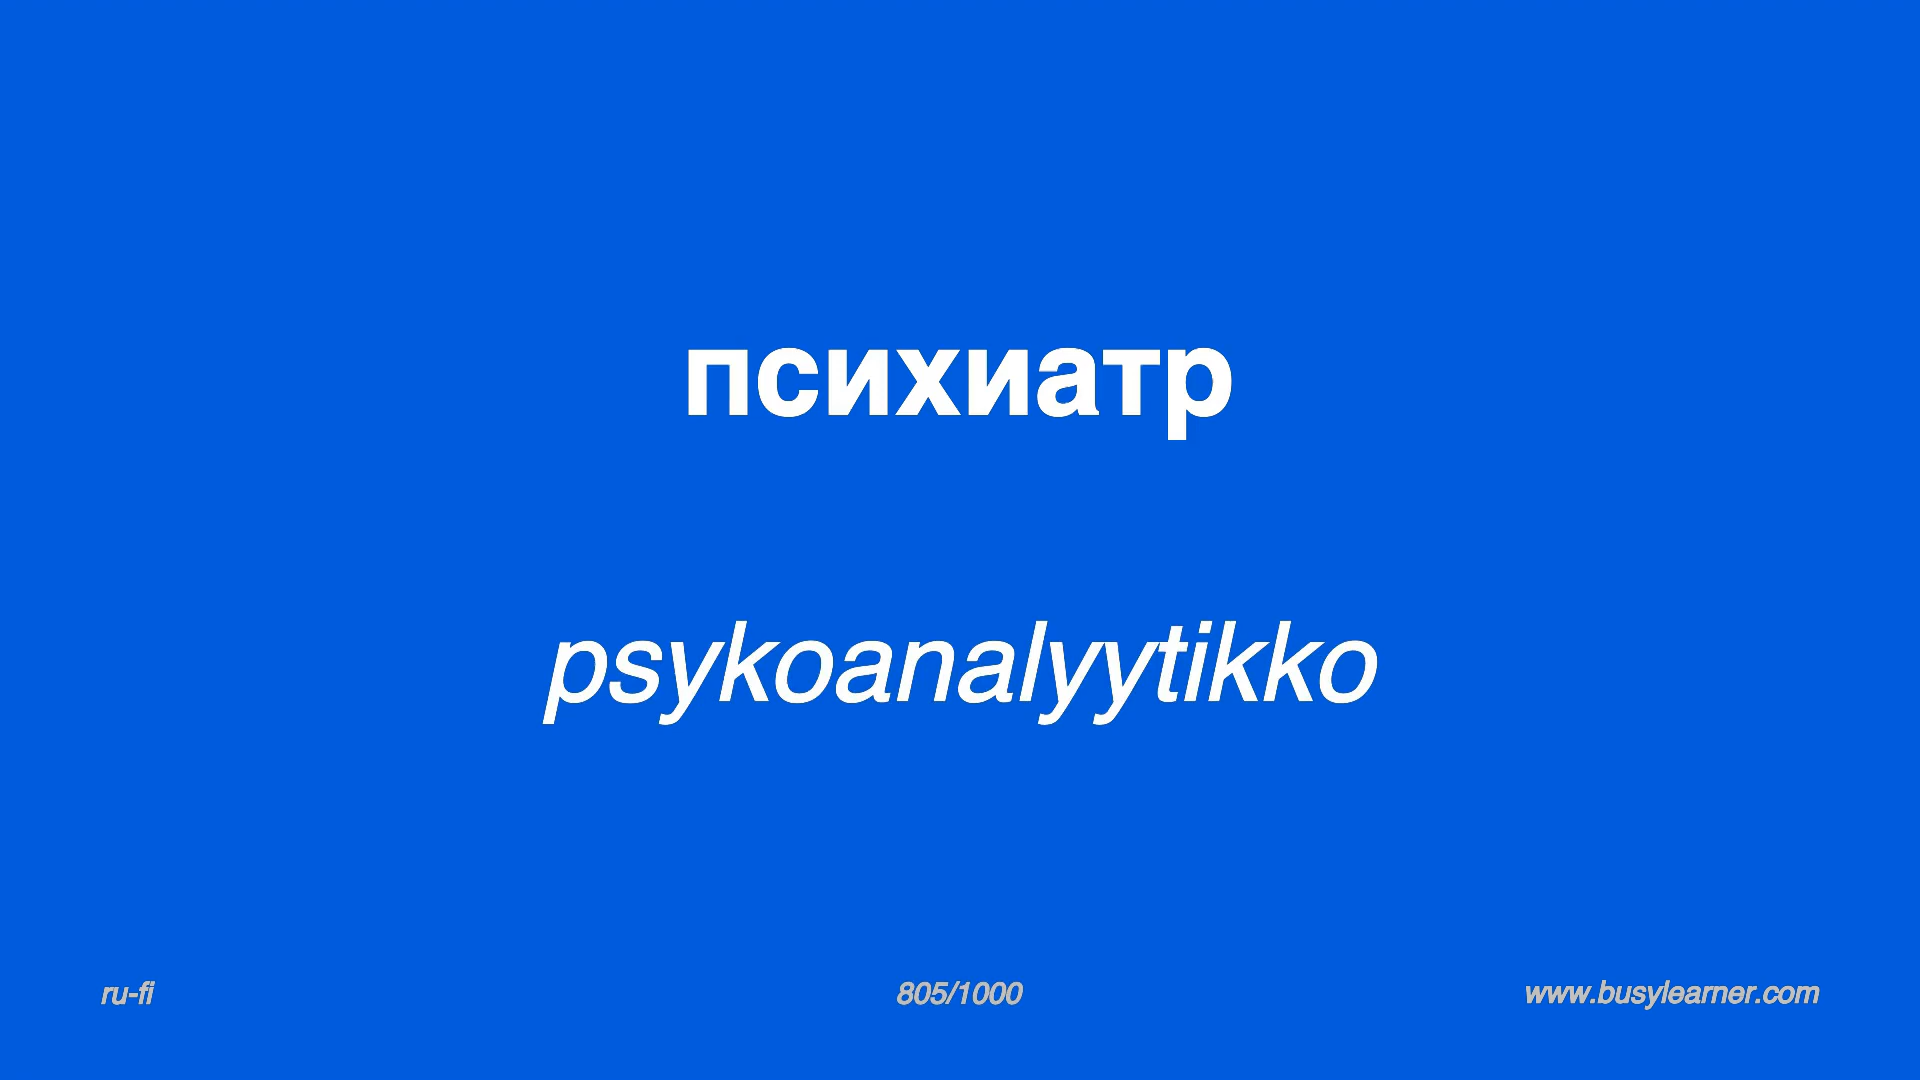 психиатр
psykoanalyytikko
ru-fi
805/1000
www.busylearner.com